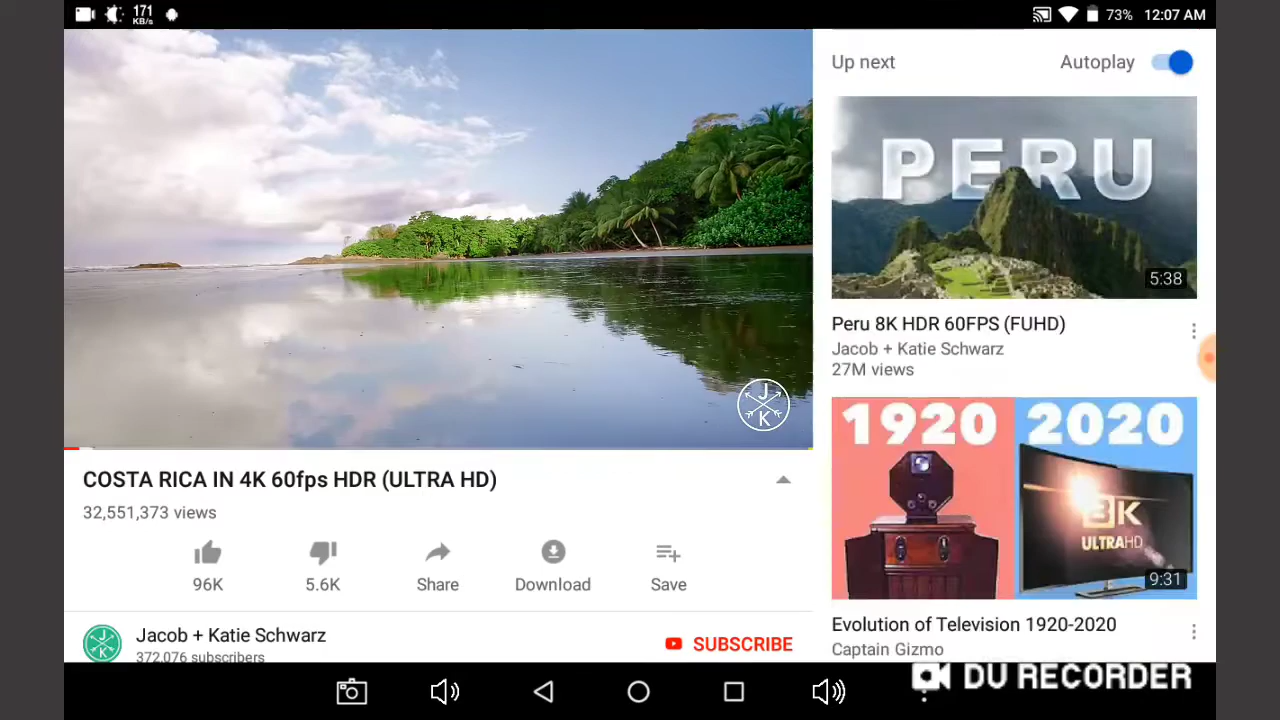 171
KB/s
73% 12:07 AM
Up next
Autoplay
PERU
5:38
Peru 8K HDR 60FPS (FUHD)
Jacob + Katie Schwarz
27M views
J
K
1920 2020
8K
ULTRAHD
9:31
Evolution of Television 1920-2020
Captain Gizmo
COSTA RICA IN 4K 60fps HDR (ULTRA HD)
32,551,373 views
96K
5.6K
Share
Download
Save
J
K
Jacob + Katie Schwarz
372,076 subscribers
SUBSCRIBE
DU RECORDER